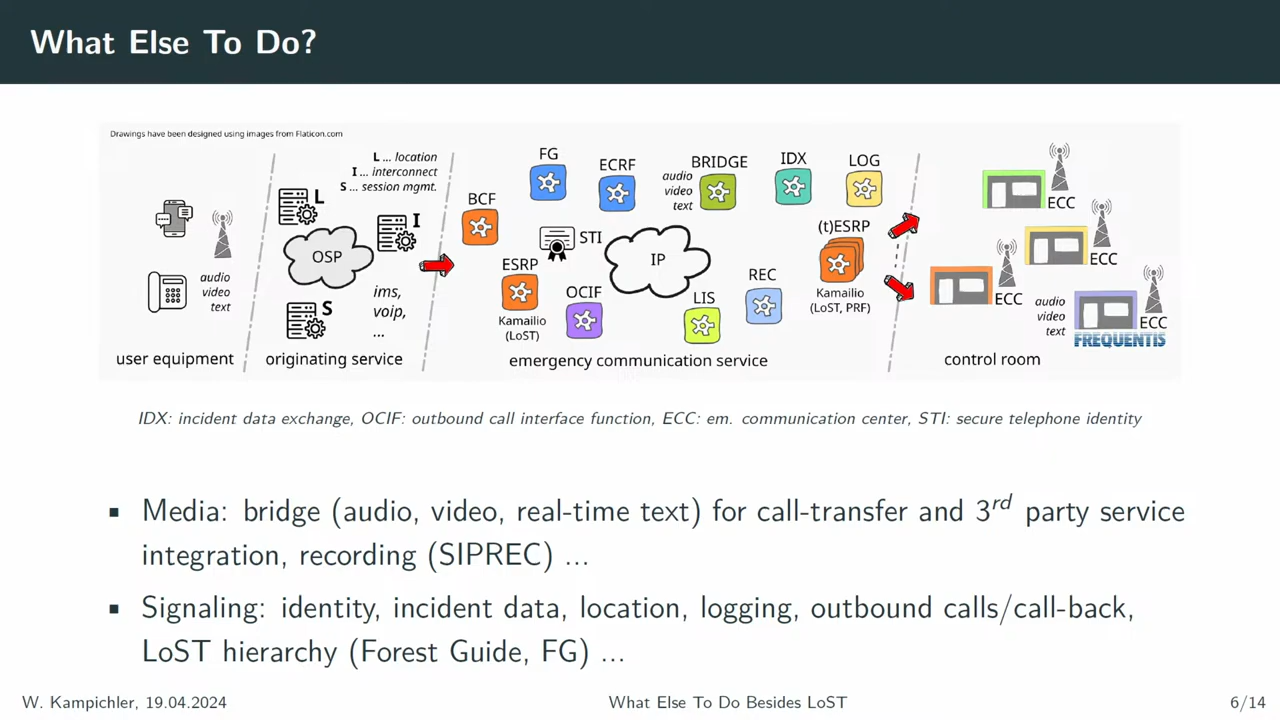 What Else To Do?
Drawings have been designed using images from Flaticon.com
L ... location
I ... interconnect
S ... session mgmt.
L
I
OSP
S
ims,
voip,
...
audio
video
text
user equipment
originating service
BCF
FG
ECRF
audio
video
text
BRIDGE
IDX
LOG
STI
IP
(t)ESRP
Kamailio
(LoST, PRF)
ESRP
Kamailio
(LoST)
OCIF
LIS
REC
emergency communication service
ECC
ECC
ECC
audio
video
text
ECC
FREQUENTIS
control room
IDX: incident data exchange, OCIF: outbound call interface function, ECC: em. communication center, STI: secure telephone identity
▪ Media: bridge (audio, video, real-time text) for call-transfer and 3rd party service
integration, recording (SIPREC) ...
▪ Signaling: identity, incident data, location, logging, outbound calls/call-back,
LoST hierarchy (Forest Guide, FG) ...
W. Kampichler, 19.04.2024
What Else To Do Besides LoST
6/14